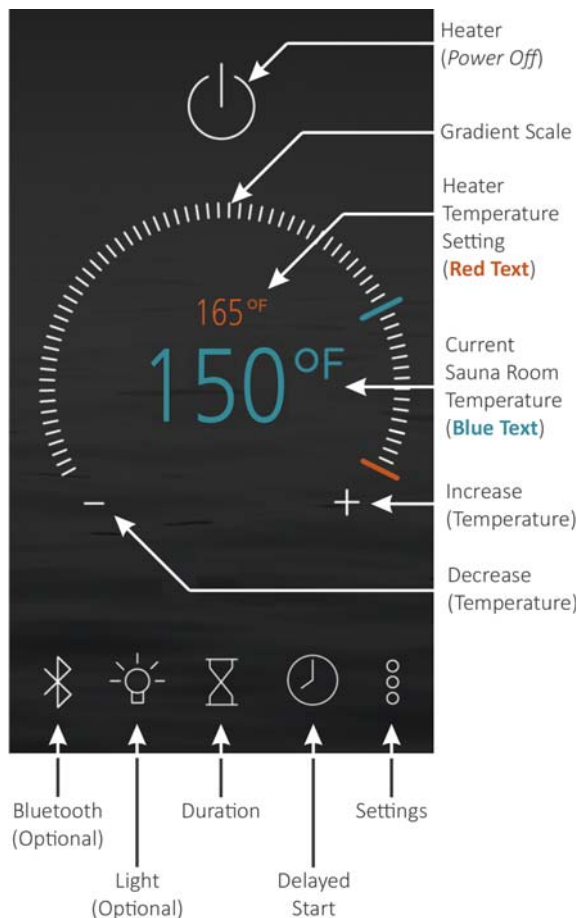 Heater
(Power Off)
Gradient Scale
Heater
Temperature
Setting
(Red Text)
165°F
150°F
Current
Sauna Room
Temperature
(Blue Text)
-
+
Increase
(Temperature)
Decrease
(Temperature)
Bluetooth
(Optional)
Duration
Settings
Light
(Optional)
Delayed
Start